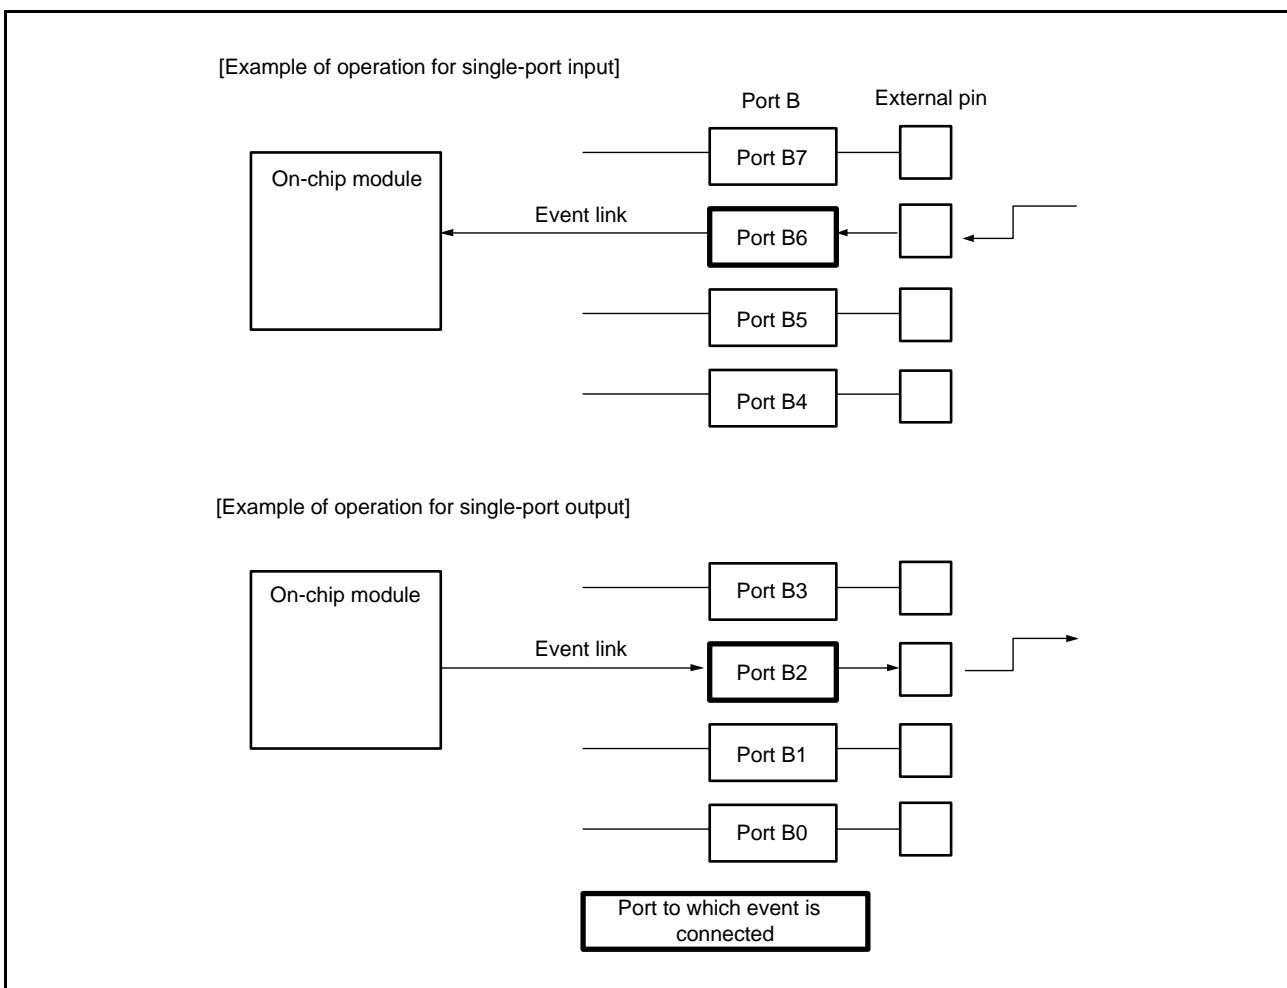 [Example of operation for single-port input]
Port B
External pin
Port B7
On-chip module
Event link
Port B6
Port B5
Port B4
[Example of operation for single-port output]
Port B3
On-chip module
Event link
Port B2
Port B1
Port B0
Port to which event is
connected